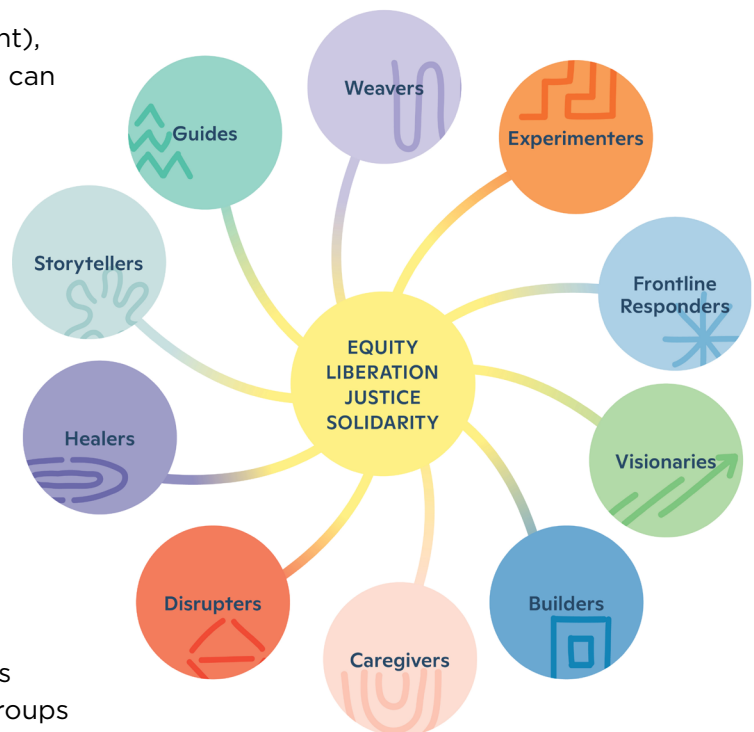 nt),
can
Weavers
Guides
Experimenters
Storytellers
Frontline
Responders
EQUITY
LIBERATION
JUSTICE
SOLIDARITY
Healers
Visionaries
Disrupters
Builders
Caregivers
s
roups